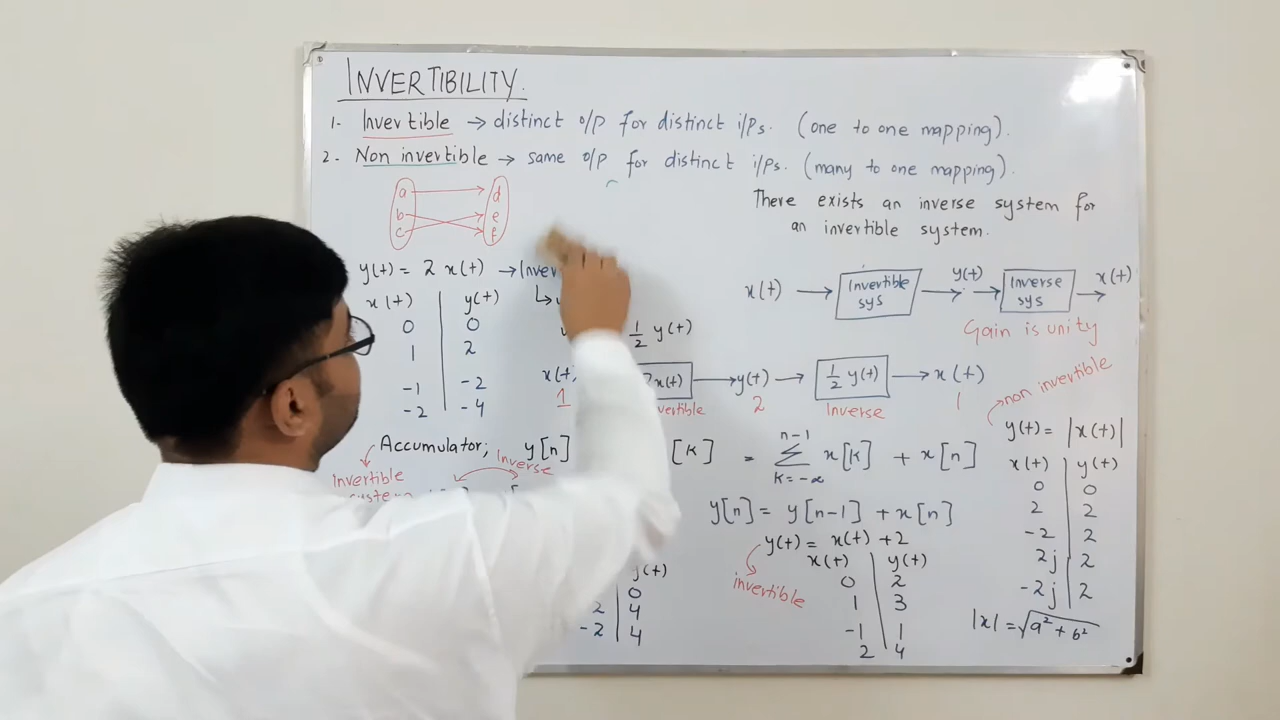 INVERTIBILITY.
1- Invertible → distinct o/p for distinct i/ps. (one to one mapping).
2- Non invertible → same o/p for distinct i/ps. (many to one mapping).
a d
b e
c f
There exists an inverse system for
an invertible system.
y(t) = 2 x(t) → Inver
x(t) y(t)
0 0
1 2
-1 -2
-2 -4
x(t) → Invertible sys → y(t) → Inverse sys → x(t)
Gain is unity
1/2 y(t)
x(t) 2x(t) → y(t) → 1/2 y(t) → x(t)
1 vertible 2 Inverse 1
Accumulator; y[n] [k] = Σ k=-∞ n-1 x[k] + x[n]
Invertible
system
Inverse
y[n] = y[n-1] + x[n]
y(t) = x(t) + 2
invertible
x(t) y(t)
0 2
1 3
-1 1
2 4
y(t)
0
2 4
-2 4
non invertible
y(t) = |x(t)|
x(t) y(t)
0 0
2 2
-2 2
2j 2
-2j 2
|x| = √a² + b²